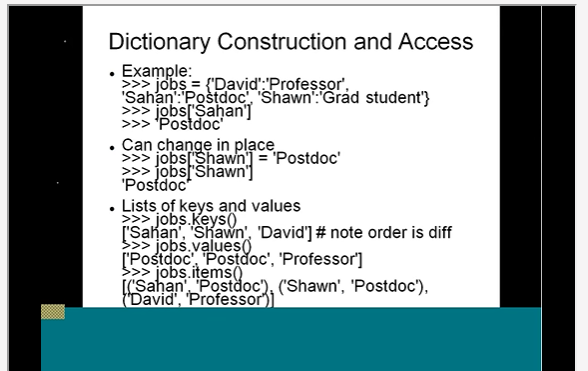 Dictionary Construction and Access
• Example:
>>> jobs = {'David':'Professor',
'Sahan':'Postdoc', 'Shawn':'Grad student'}
>>> jobs['Sahan']
>>> 'Postdoc'
• Can change in place
>>> jobs['Shawn'] = 'Postdoc'
>>> jobs['Shawn']
'Postdoc'
• Lists of keys and values
>>> jobs.keys()
['Sahan', 'Shawn', 'David'] # note order is diff
>>> jobs.values()
['Postdoc', 'Postdoc', 'Professor']
>>> jobs.items()
[('Sahan', 'Postdoc'), ('Shawn', 'Postdoc'),
('David', 'Professor')]